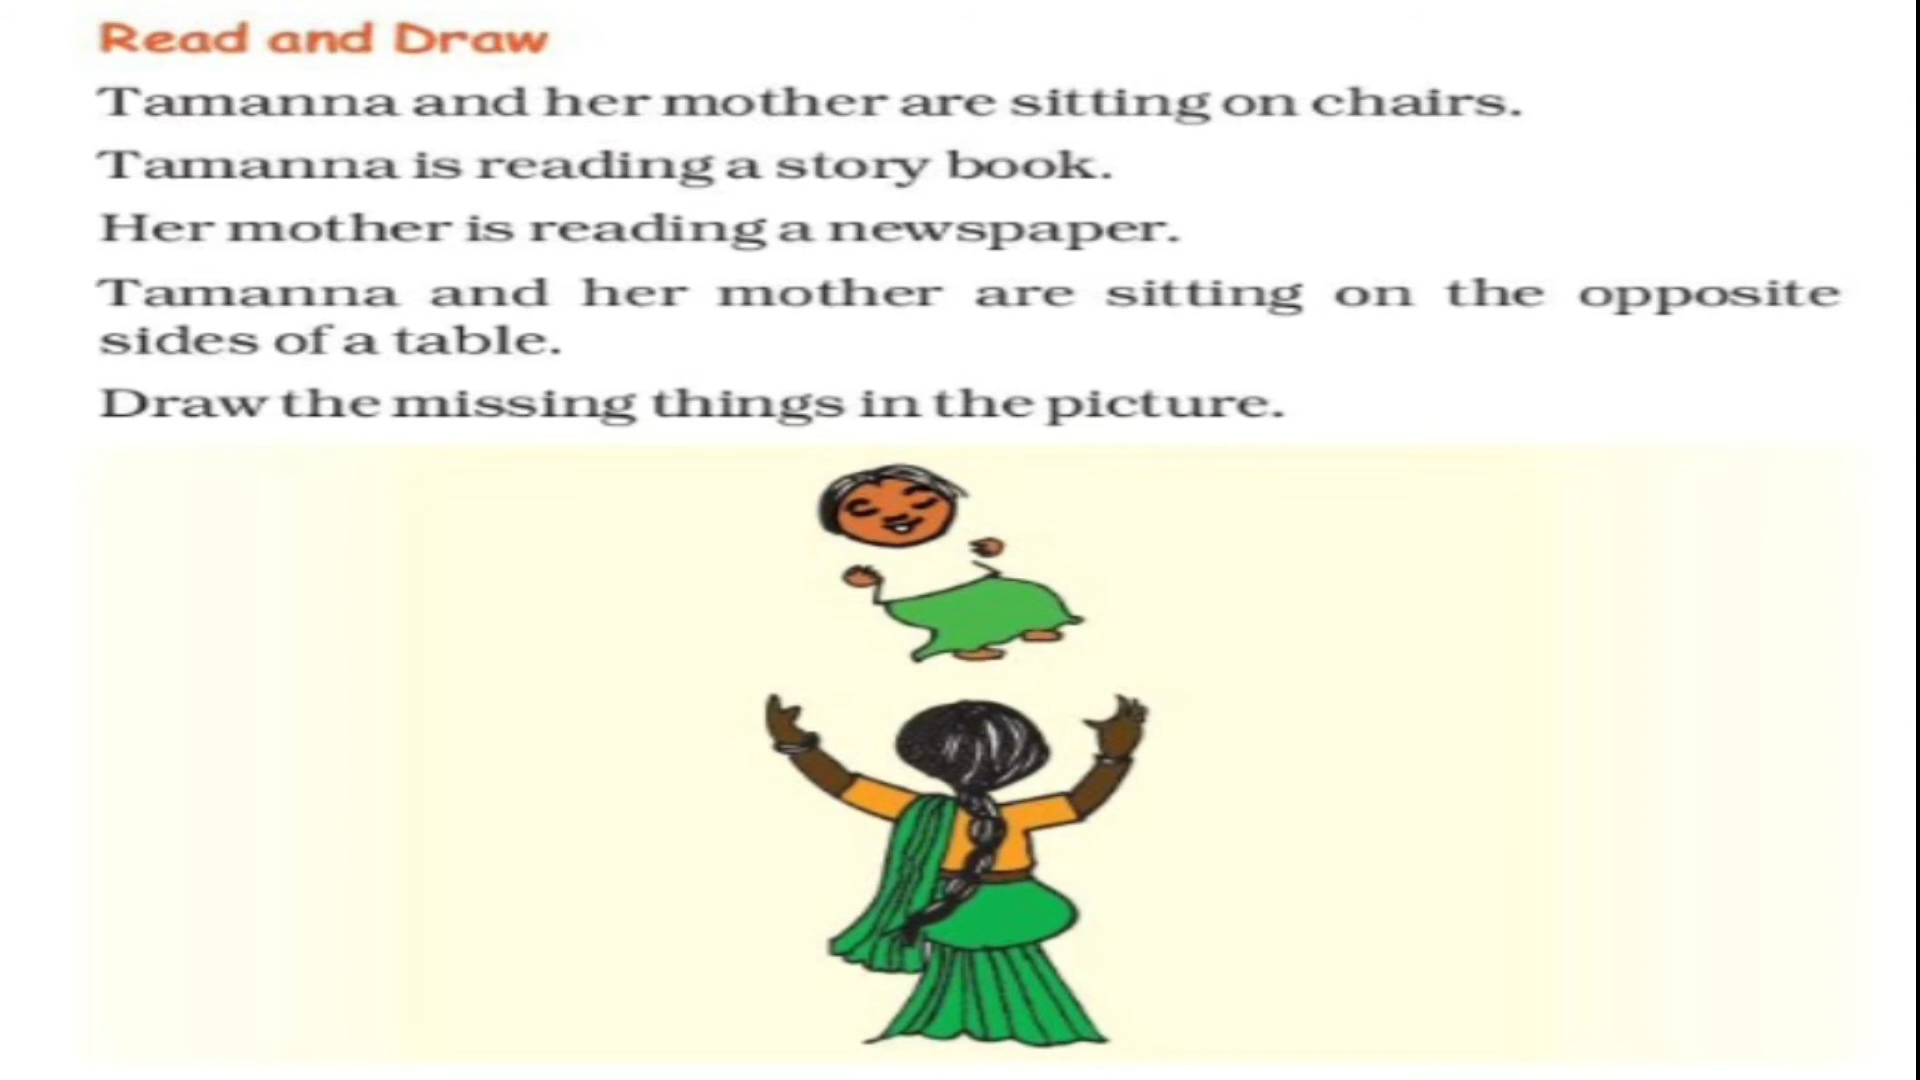 Read and Draw
Tamanna and her mother are sitting on chairs.
Tamanna is reading a story book.
Her mother is reading a newspaper.
Tamanna and her mother are sitting on the opposite
sides of a table.
Draw the missing things in the picture.